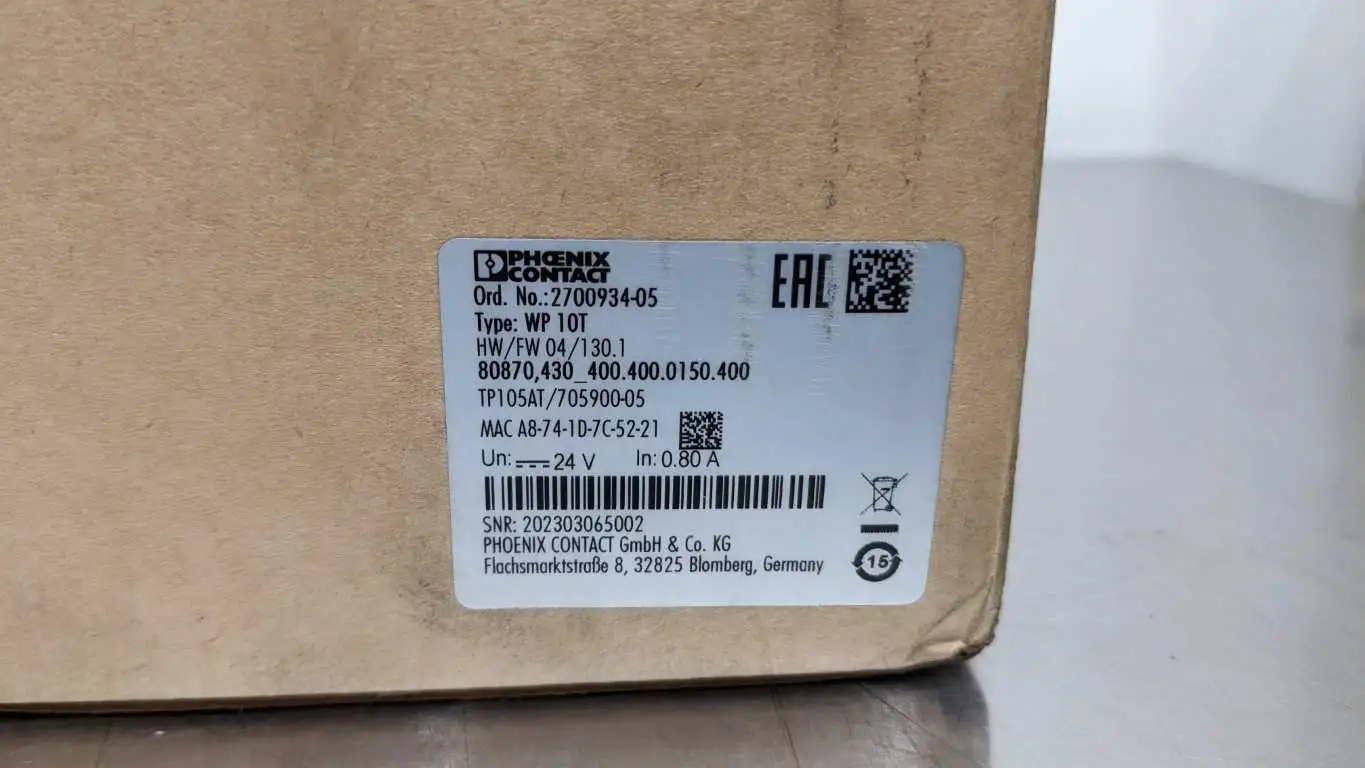 PHŒNIX
CONTACT
EAC
Ord. No.:2700934-05
Type: WP 10T
HW/FW 04/130.1
80870,430_400.400.0150.400
TP105AT/705900-05
MAC A8-74-1D-7C-52-21
Un: 24 V In: 0.80 A
SNR: 202303065002
PHOENIX CONTACT GmbH & Co. KG
Flachsmarktstraße 8, 32825 Blomberg, Germany
15